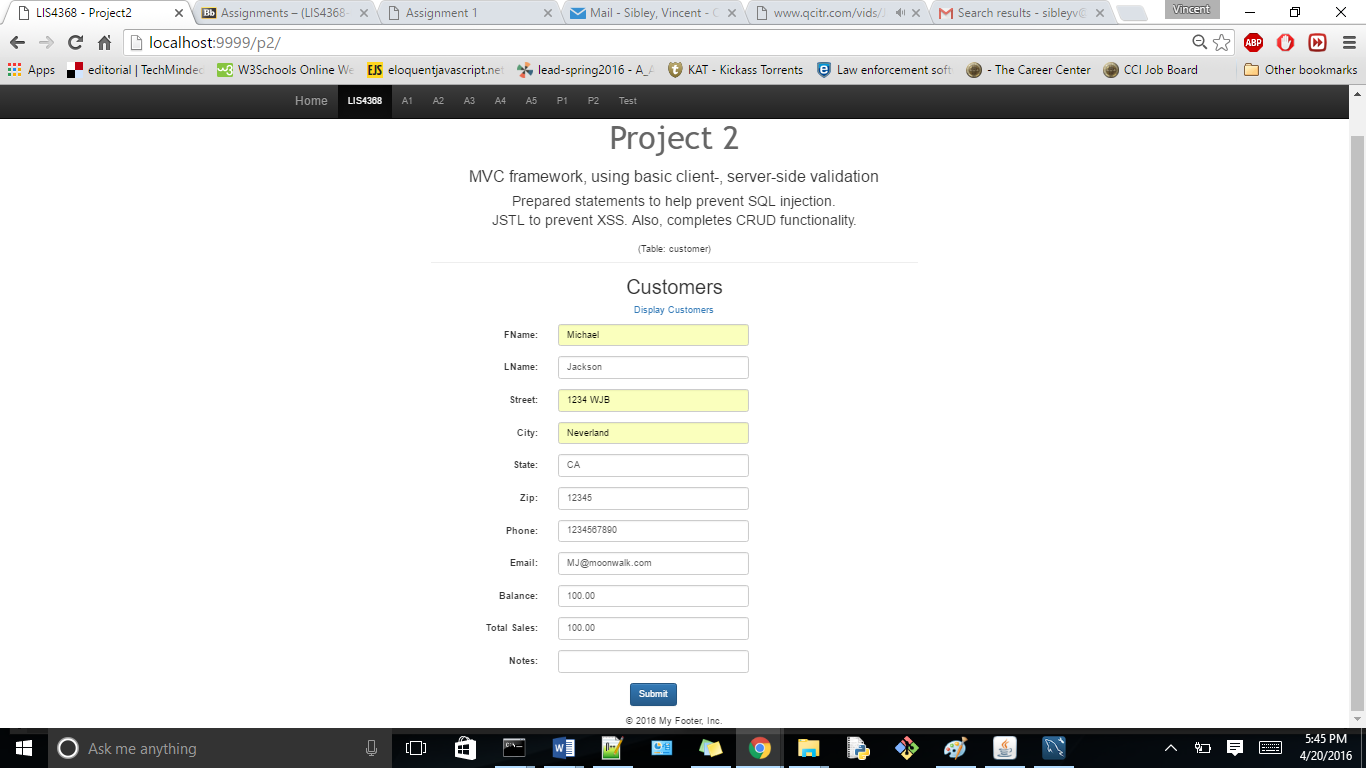 LIS4368 - Project2
Bb Assignments – (LIS4368-
Assignment 1
Mail - Sibley, Vincent -
www.qcitr.com/vids/
Search results - sibleyv@
Vincent
localhost:9999/p2/
ABP
Apps
editorial | TechMinded
w3 W3Schools Online We
EJS eloquentjavascript.net
lead-spring2016 - A_
KAT - Kickass Torrents
Law enforcement soft
- The Career Center
CCI Job Board
Other bookmarks
Home LIS4368 A1 A2 A3 A4 A5 P1 P2 Test
Project 2
MVC framework, using basic client-, server-side validation
Prepared statements to help prevent SQL injection.
JSTL to prevent XSS. Also, completes CRUD functionality.
(Table: customer)
Customers
Display Customers
FName: Michael
LName: Jackson
Street: 1234 WJB
City: Neverland
State: CA
Zip: 12345
Phone: 1234567890
Email: MJ@moonwalk.com
Balance: 100.00
Total Sales: 100.00
Notes:
Submit
© 2016 My Footer, Inc.
Ask me anything
5:45 PM
4/20/2016